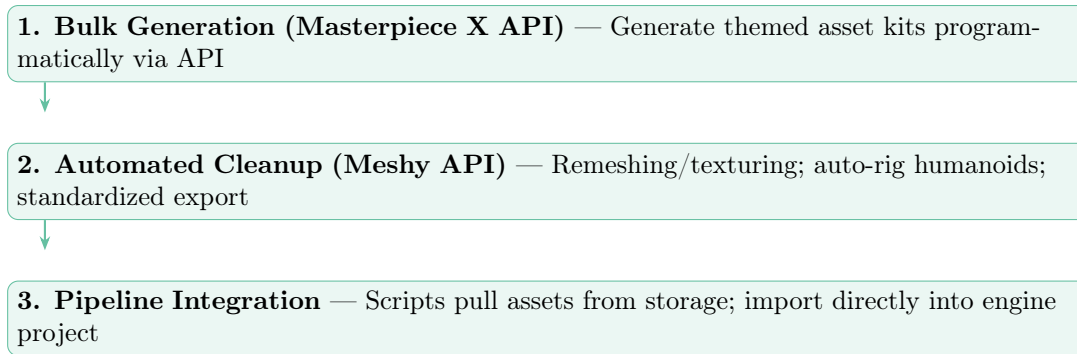 1. Bulk Generation (Masterpiece X API) — Generate themed asset kits program-
matically via API
2. Automated Cleanup (Meshy API) — Remeshing/texturing; auto-rig humanoids;
standardized export
3. Pipeline Integration — Scripts pull assets from storage; import directly into engine
project